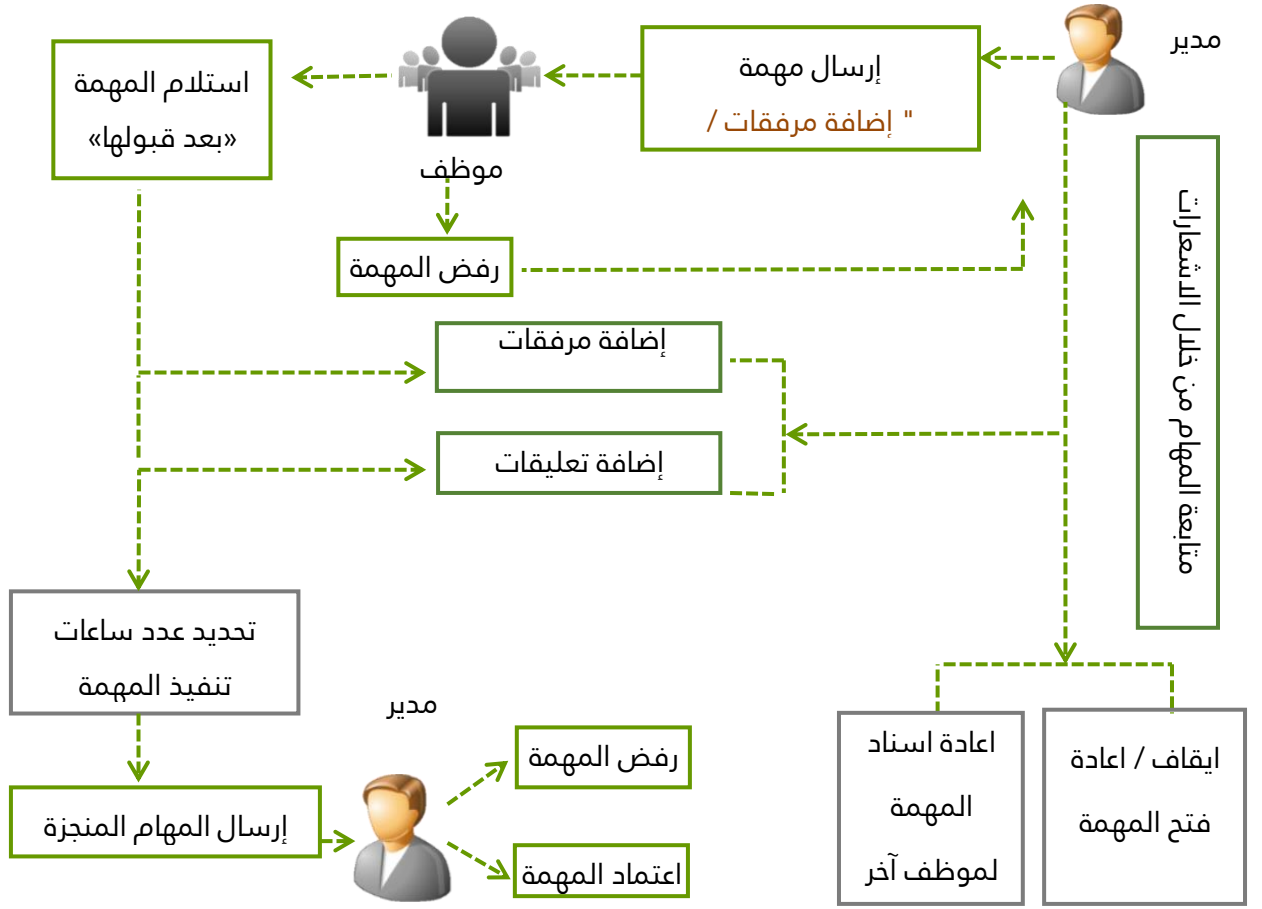 مدير
إرسال مهمة
" إضافة مرفقات /
موظف
استلام المهمة
«بعد قبولها»
رفض المهمة
متابعة المهام من خلال الاشعارات
إضافة مرفقات
إضافة تعليقات
تحديد عدد ساعات
تنفيذ المهمة
إرسال المهام المنجزة
مدير
رفض المهمة
اعتماد المهمة
ايقاف / اعادة
فتح المهمة
اعادة اسناد
المهمة
لموظف آخر